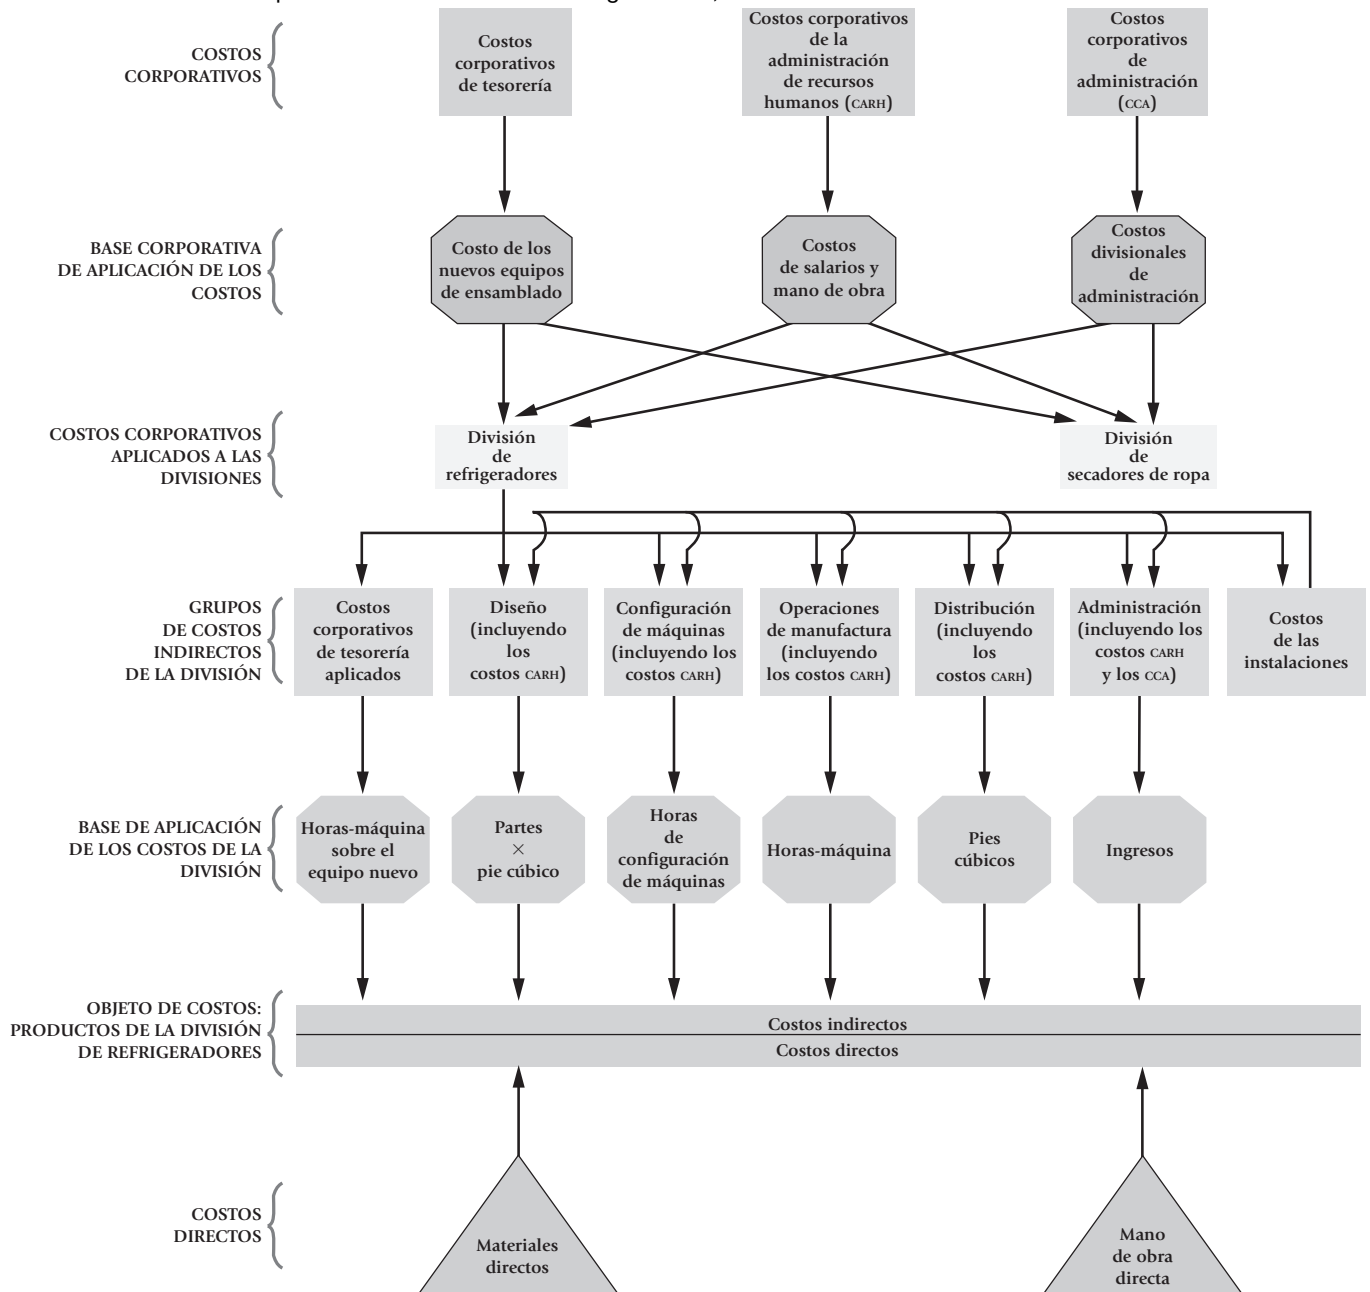 COSTOS
CORPORATIVOS
Costos
corporativos
de tesorería
Costos corporativos
de la
administración
de recursos
humanos (CARH)
Costos
corporativos
de
administración
(CCA)
BASE CORPORATIVA
DE APLICACIÓN DE LOS
COSTOS
Costo de los
nuevos equipos
de ensamblado
Costos
de salarios y
mano de obra
Costos
divisionales
de
administración
COSTOS CORPORATIVOS
APLICADOS A LAS
DIVISIONES
División
de
refrigeradores
División
de
secadores de ropa
GRUPOS
DE COSTOS
INDIRECTOS
DE LA DIVISIÓN
Costos
corporativos
de tesorería
aplicados
Diseño
(incluyendo
los
costos CARH)
Configuración
de máquinas
(incluyendo los
costos CARH)
Operaciones
de manufactura
(incluyendo
los costos CARH)
Distribución
(incluyendo
los
costos CARH)
Administración
(incluyendo los
costos CARH
y los CCA)
Costos
de las
instalaciones
BASE DE APLICACIÓN
DE LOS COSTOS DE LA
DIVISIÓN
Horas-máquina
sobre el
equipo nuevo
Partes
×
pie cúbico
Horas
de
configuración
de máquinas
Horas-máquina
Pies
cúbicos
Ingresos
OBJETO DE COSTOS:
PRODUCTOS DE LA DIVISIÓN
DE REFRIGERADORES
Costos indirectos
Costos directos
COSTOS
DIRECTOS
Materiales
directos
Mano
de obra
directa